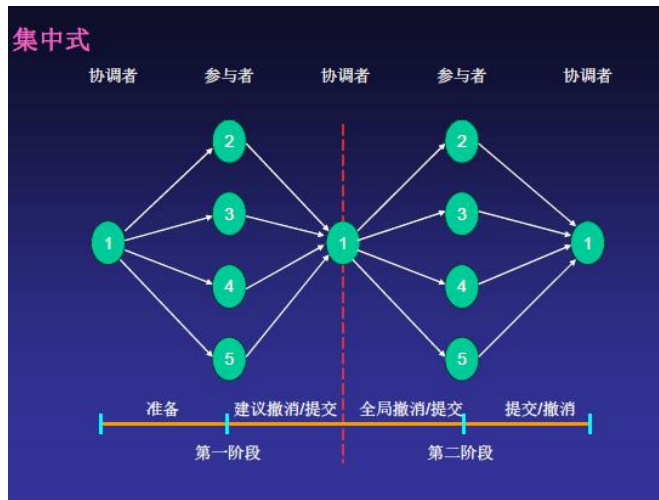 集中式
协调者 参与者 协调者 参与者 协调者
2 2
3 3
1 1 1
4 4
5 5
准备 建议撤消/提交 全局撤消/提交 提交/撤消
第一阶段 第二阶段